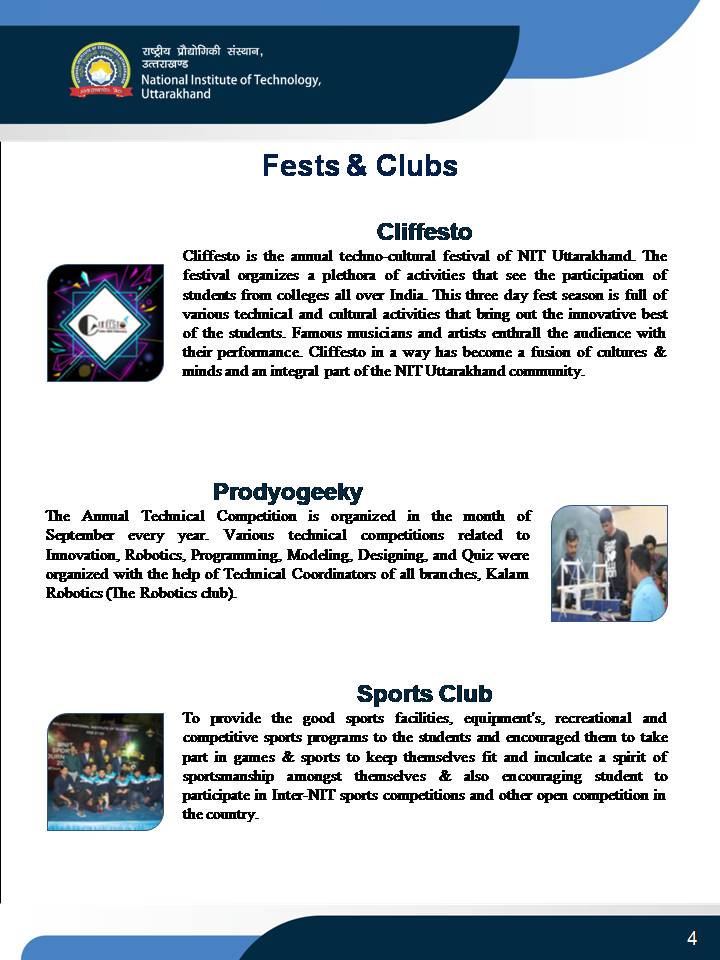 राष्ट्रीय प्रौद्योगिकी संस्थान,
उत्तराखण्ड
National Institute of Technology,
Uttarakhand
Fests & Clubs
Cliffesto
Cliffesto is the annual techno-cultural festival of NIT Uttarakhand. The
festival organizes a plethora of activities that see the participation of
students from colleges all over India. This three day fest season is full of
various technical and cultural activities that bring out the innovative best
of the students. Famous musicians and artists enthrall the audience with
their performance. Cliffesto in a way has become a fusion of cultures &
minds and an integral part of the NIT Uttarakhand community.
Prodyogeeky
The Annual Technical Competition is organized in the month of
September every year. Various technical competitions related to
Innovation, Robotics, Programming, Modeling, Designing, and Quiz were
organized with the help of Technical Coordinators of all branches, Kalam
Robotics (The Robotics club).
Sports Club
To provide the good sports facilities, equipment's, recreational and
competitive sports programs to the students and encouraged them to take
part in games & sports to keep themselves fit and inculcate a spirit of
sportsmanship amongst themselves & also encouraging student to
participate in Inter-NIT sports competitions and other open competition in
the country.
4